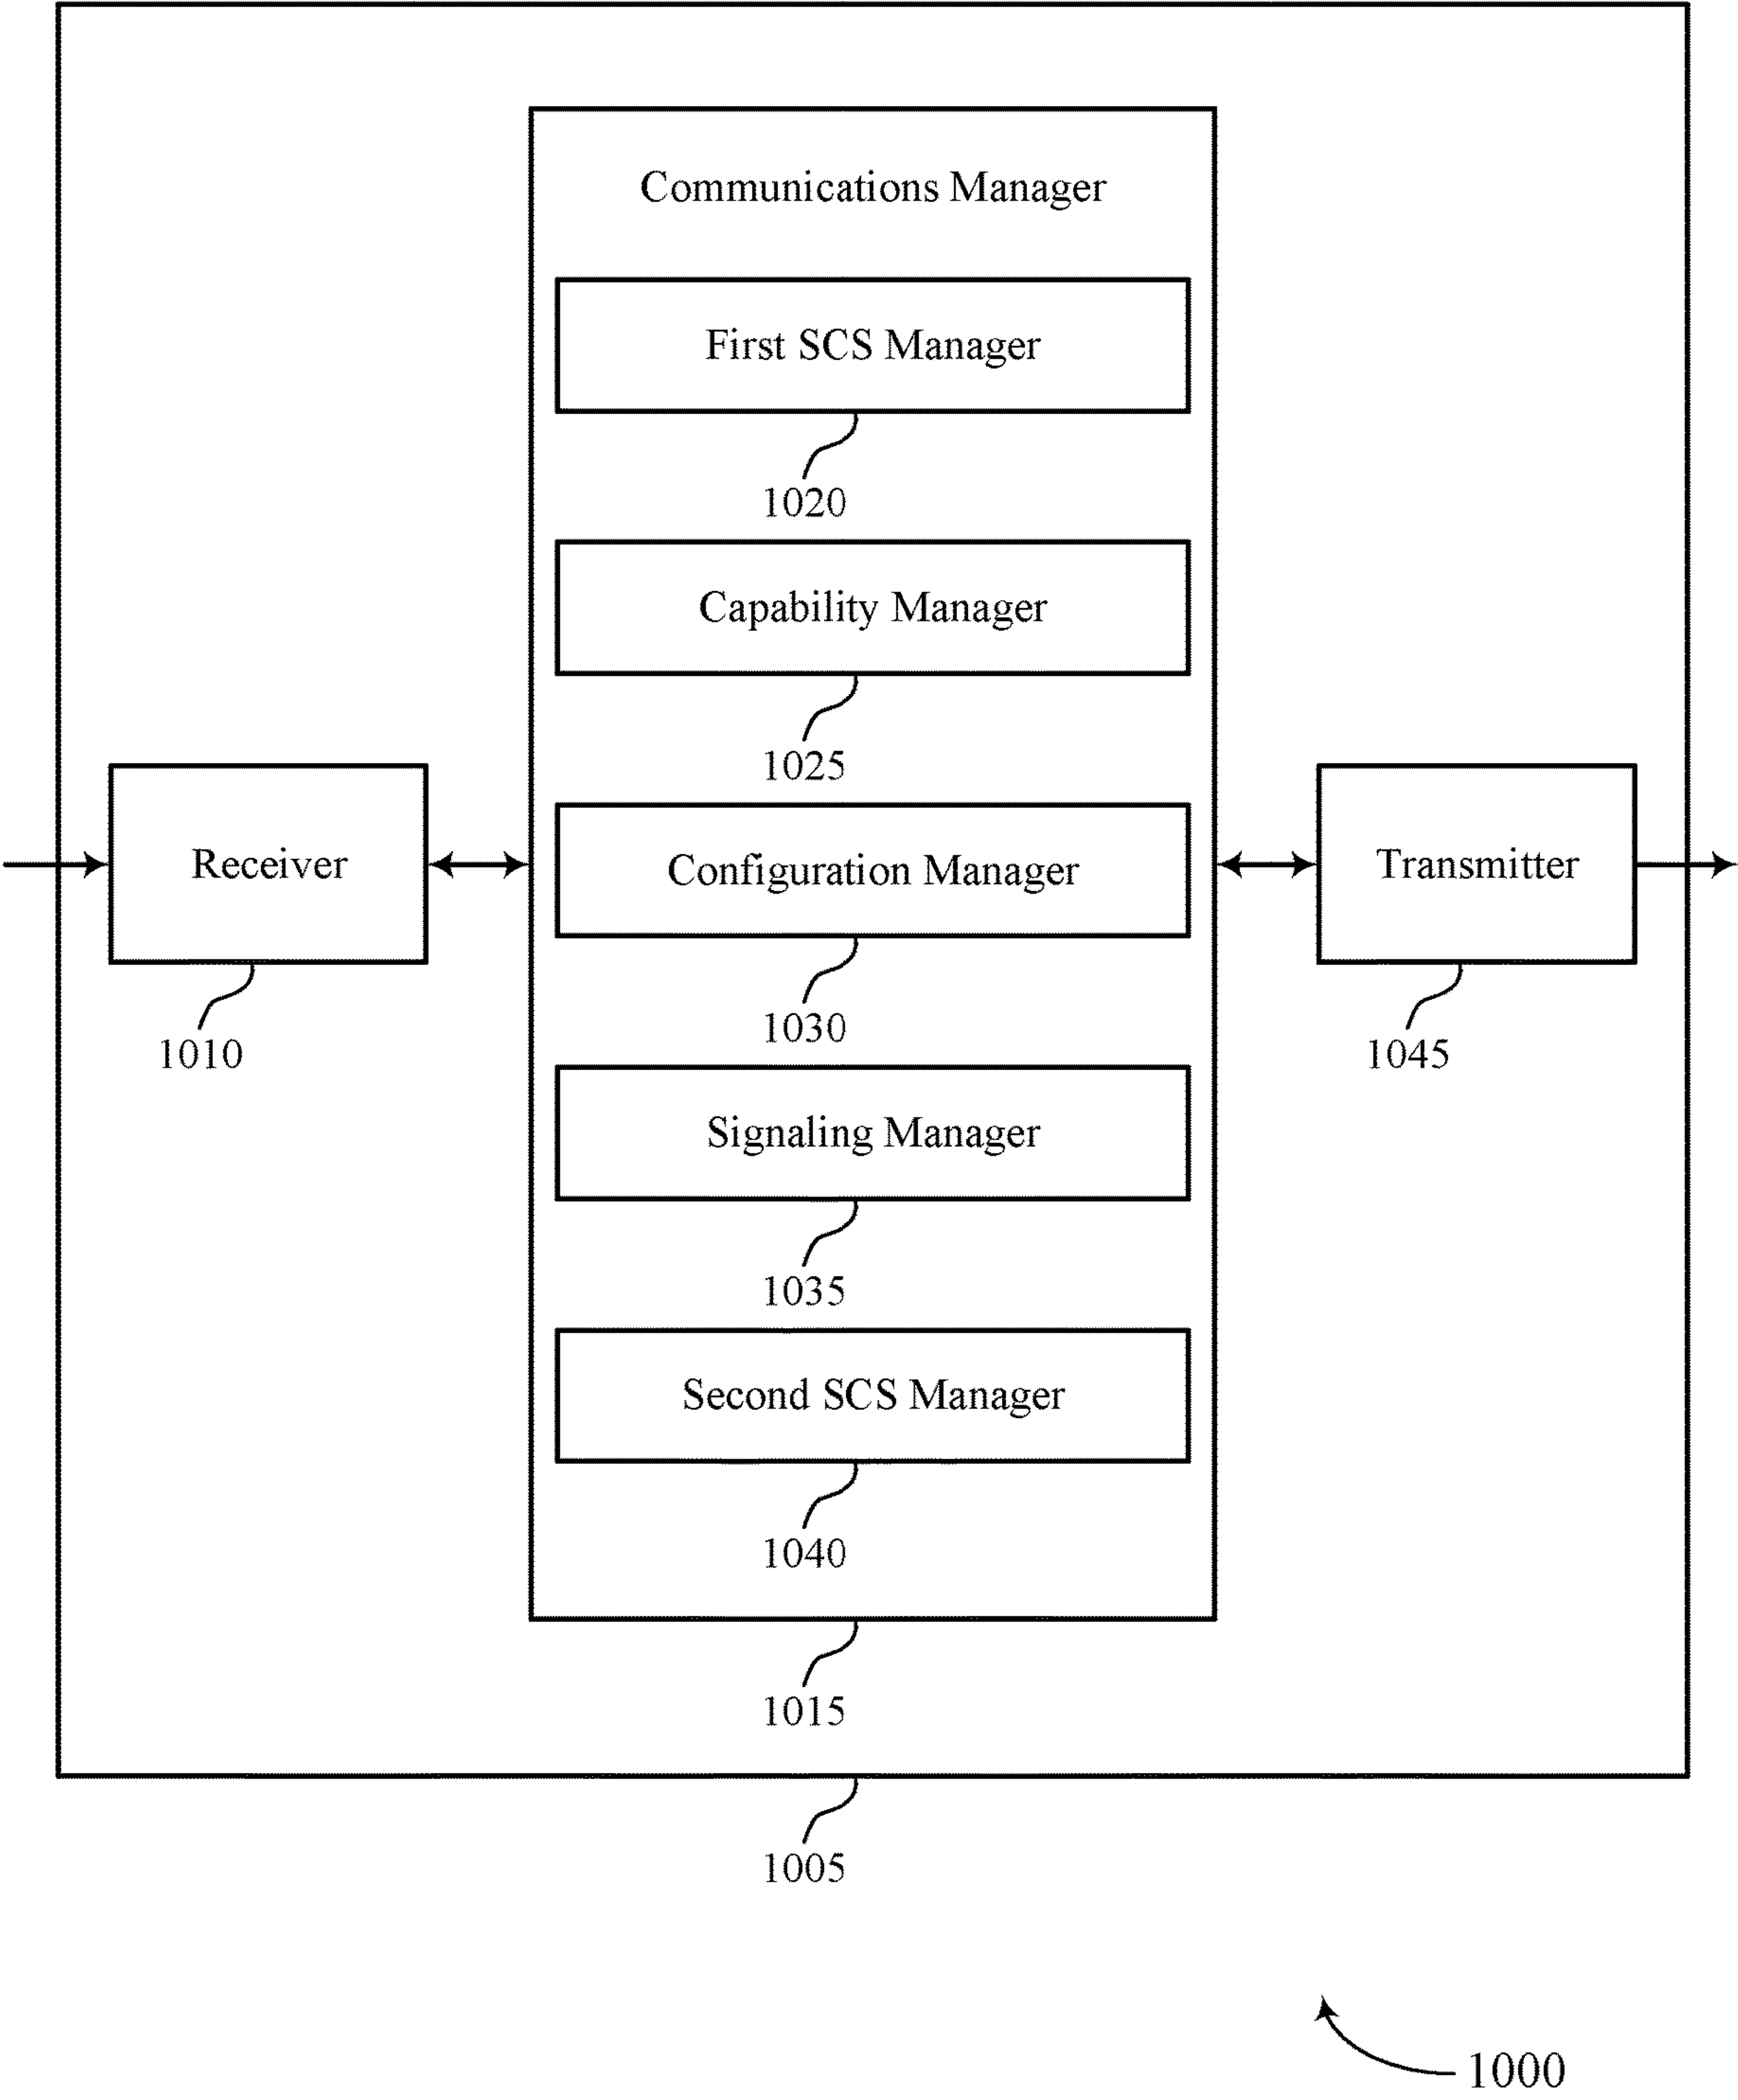 Communications Manager
First SCS Manager
1020
Capability Manager
1025
Receiver
1010
Configuration Manager
1030
Transmitter
1045
Signaling Manager
1035
Second SCS Manager
1040
1015
1005
1000